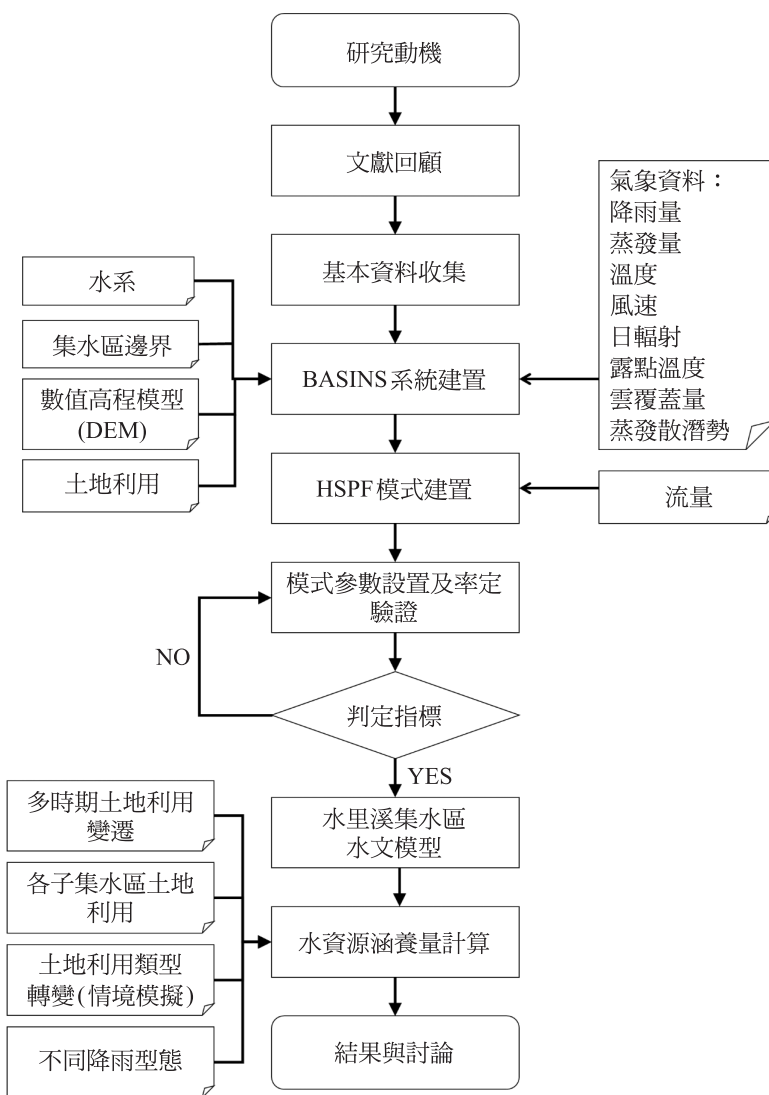 研究動機
文獻回顧
基本資料收集
氣象資料：
降雨量
蒸發量
溫度
風速
日輻射
露點溫度
雲覆蓋量
蒸發散潛勢
水系
集水區邊界
數值高程模型
(DEM)
土地利用
BASINS系統建置
HSPF模式建置
流量
模式參數設置及率定
驗證
NO
判定指標
YES
水里溪集水區
水文模型
多時期土地利用
變遷
各子集水區土地
利用
土地利用類型
轉變(情境模擬)
不同降雨型態
水資源涵養量計算
結果與討論